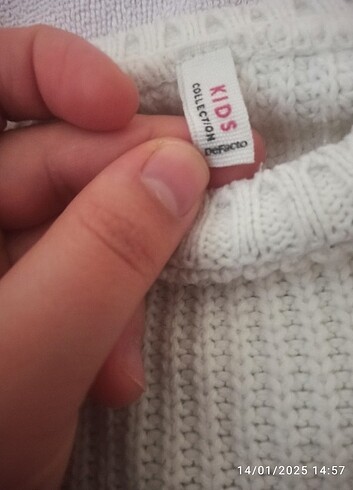 KIDS
COLLECTION
DeFacto
14/01/2025 14:57